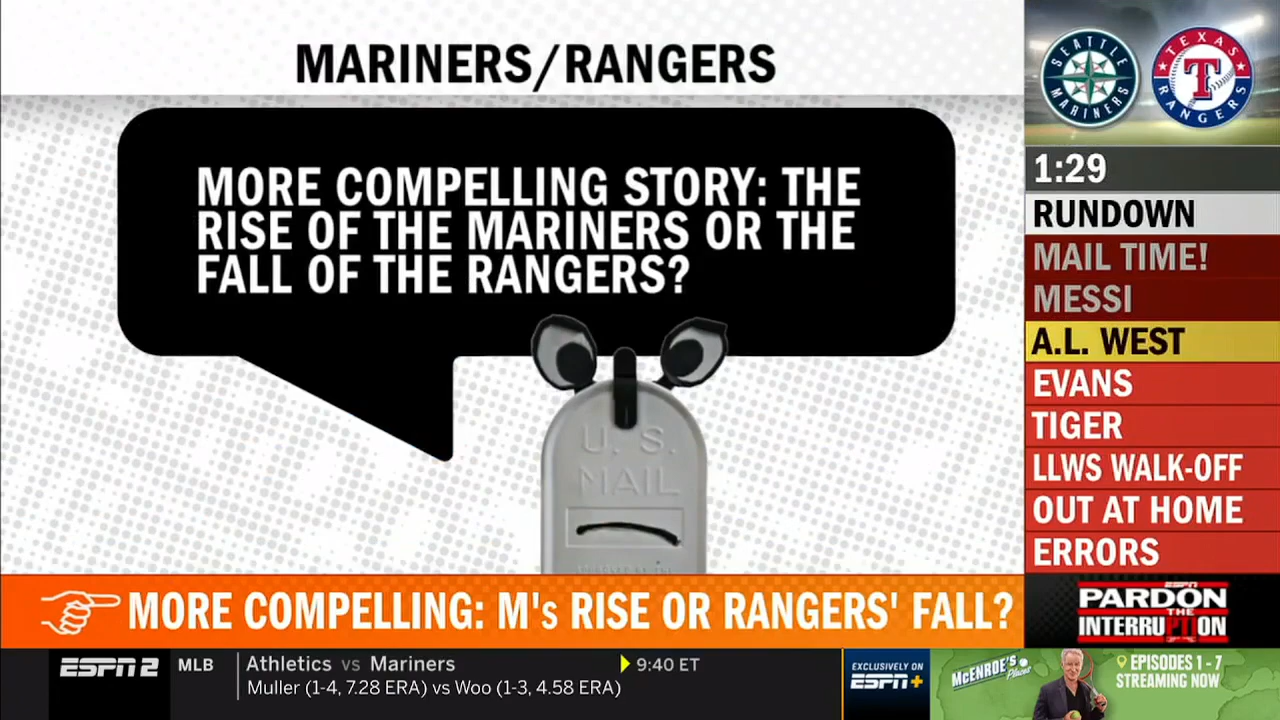 MARINERS/RANGERS
MORE COMPELLING STORY: THE
RISE OF THE MARINERS OR THE
FALL OF THE RANGERS?
U. S.
MAIL
SEATTLE
MARINERS
TEXAS
T
RANGERS
1:29
RUNDOWN
MAIL TIME!
MESSI
A.L. WEST
EVANS
TIGER
LLWS WALK-OFF
OUT AT HOME
ERRORS
MORE COMPELLING: M's RISE OR RANGERS' FALL?
ESPN
PARDON
THE
INTERRUPTION
ESPN2
MLB
Athletics vs Mariners
9:40 ET
Muller (1-4, 7.28 ERA) vs Woo (1-3, 4.58 ERA)
EXCLUSIVELY ON
ESPN+
McENROE'S
Places
EPISODES 1 - 7
STREAMING NOW